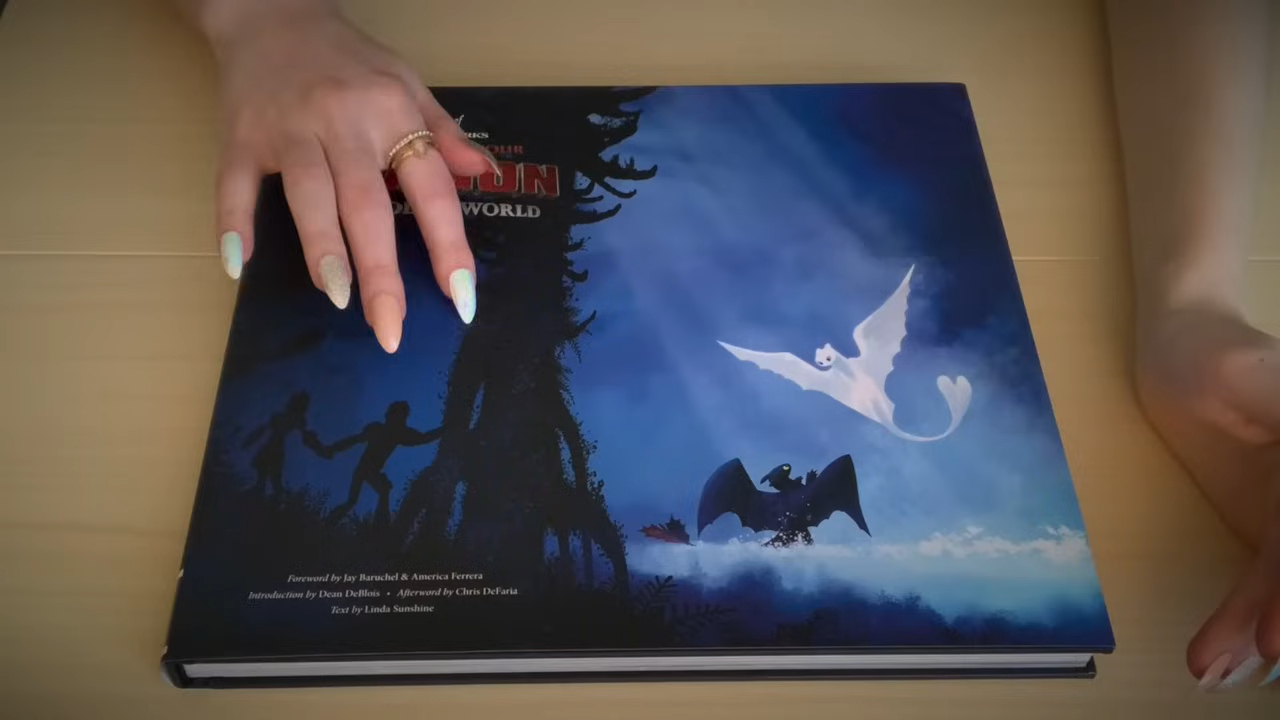 WORLD
Foreword by Jay Baruchel & America Ferrera
Introduction by Dean DeBlois • Afterword by Chris DeFaria
Text by Linda Sunshine